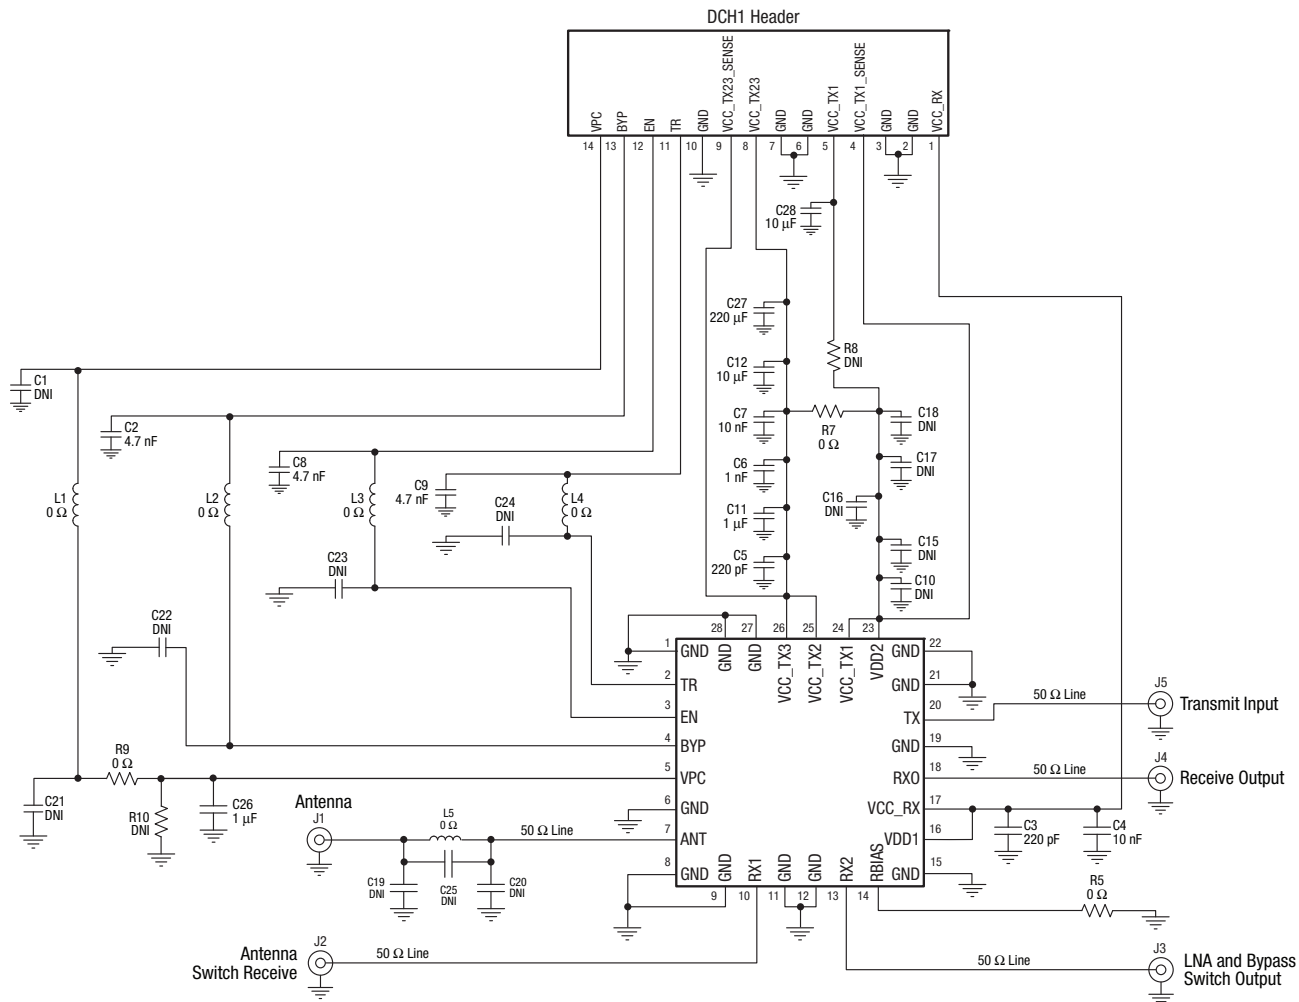 DCH1 Header
VPC
BYP
EN
TR
GND
VCC_TX23_SENSE
VCC_TX23
GND
GND
VCC_TX1
VCC_TX1_SENSE
GND
GND
VCC_RX
14
13
12
11
10
9
8
7
6
5
4
3
2
1
C28
10 µF
C27
220 µF
R8
DNI
C12
10 µF
C1
DNI
C7
10 nF
R7
0 Ω
C18
DNI
C2
4.7 nF
C8
4.7 nF
C6
1 nF
C17
DNI
C9
4.7 nF
L1
0 Ω
L2
0 Ω
L3
0 Ω
L4
0 Ω
C24
DNI
C16
DNI
C11
1 µF
C15
DNI
C23
DNI
C5
220 pF
C10
DNI
C22
DNI
28
27
26
25
24
23
1
GND
GND
GND
VCC_TX3
VCC_TX2
VCC_TX1
VDD2
GND
22
2
TR
GND
21
3
EN
TX
20
50 Ω Line
J5
Transmit Input
4
BYP
GND
19
5
VPC
RXO
18
50 Ω Line
J4
Receive Output
R9
0 Ω
C21
DNI
R10
DNI
C26
1 µF
6
GND
VCC_RX
17
Antenna
J1
L5
0 Ω
50 Ω Line
7
ANT
VDD1
16
C3
220 pF
C4
10 nF
8
GND
GND
RX1
GND
GND
RX2
RBIAS
GND
15
C19
DNI
C25
DNI
C20
DNI
9
10
11
12
13
14
R5
0 Ω
Antenna
Switch Receive
J2
50 Ω Line
50 Ω Line
J3
LNA and Bypass
Switch Output